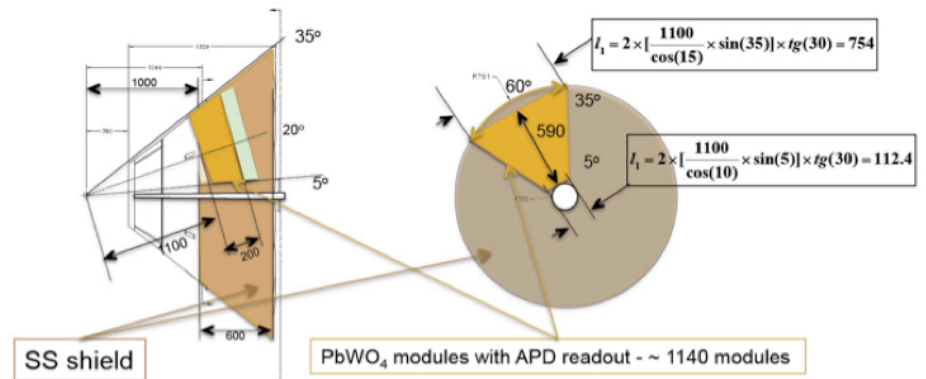 35°
1000
20°
5°
1100
200
600
SS shield
l₁ = 2×[ 1100 / cos(15) × sin(35)]× tg(30) = 754
60°
35°
590
5°
l₁ = 2×[ 1100 / cos(10) × sin(5)]× tg(30) = 112.4
PbWO₄ modules with APD readout - ~ 1140 modules